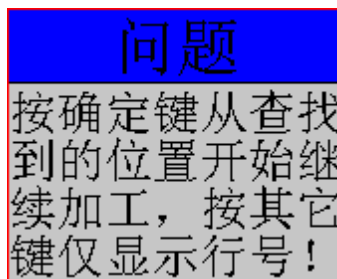 问题
按确定键从查找
到的位置开始继
续加工，按其它
键仅显示行号！